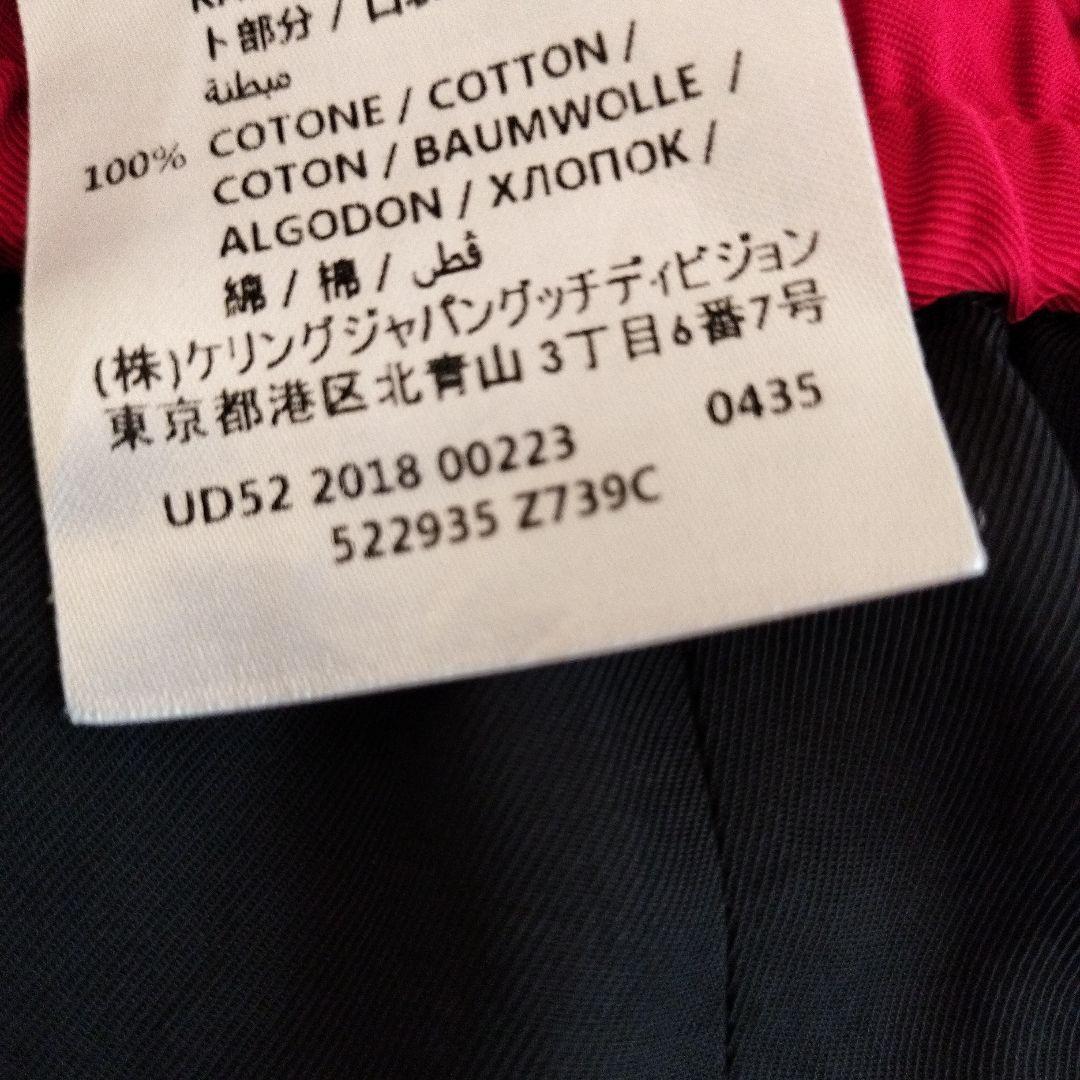 ト部分 /
مبطنة
100% COTONE / COTTON /
COTON / BAUMWOLLE /
ALGODON / ХЛОПОК /
綿 / 棉 / قطن
(株)ケリングジャパングッチディビジョン
東京都港区北青山 3丁目6番7号
0435
UD52 2018 00223
522935 Z739C